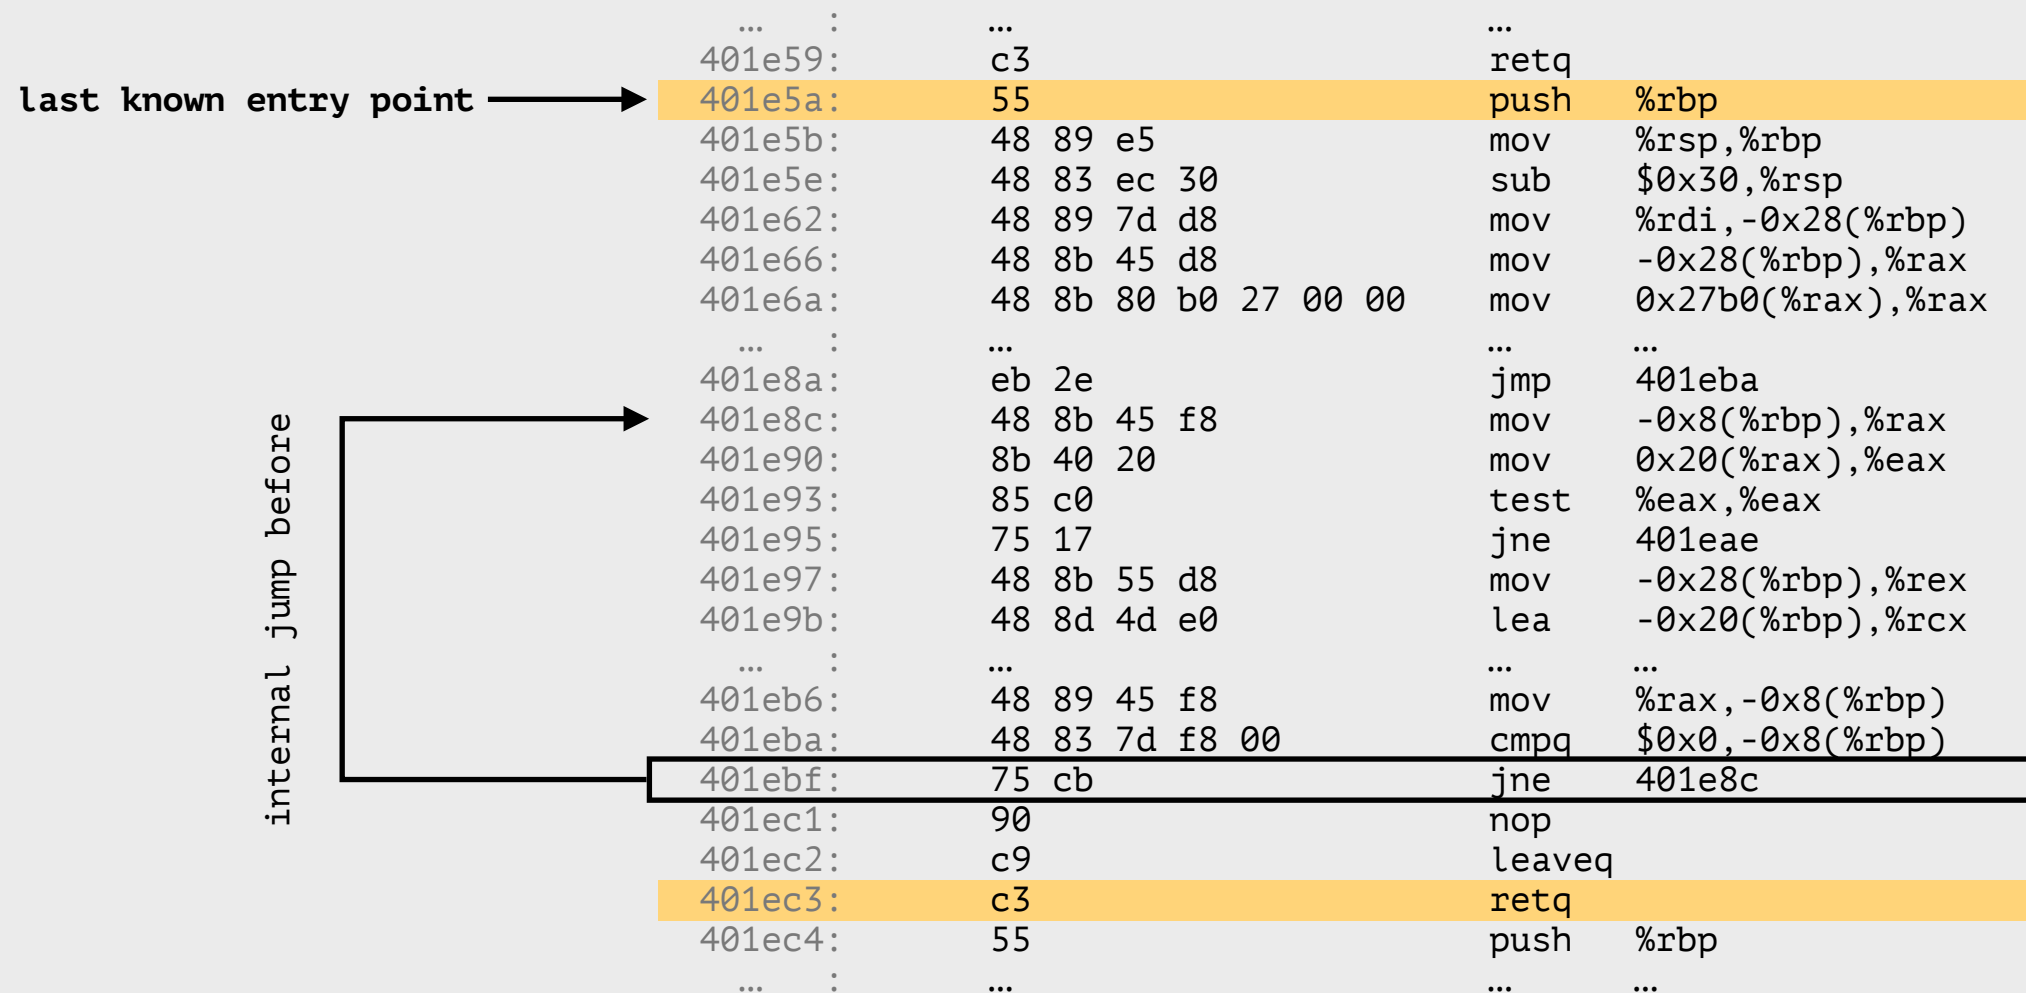 … : … …
401e59: c3 retq
last known entry point 401e5a: 55 push %rbp
401e5b: 48 89 e5 mov %rsp,%rbp
401e5e: 48 83 ec 30 sub $0x30,%rsp
401e62: 48 89 7d d8 mov %rdi,-0x28(%rbp)
401e66: 48 8b 45 d8 mov -0x28(%rbp),%rax
401e6a: 48 8b 80 b0 27 00 00 mov 0x27b0(%rax),%rax
… : … … …
401e8a: eb 2e jmp 401eba
401e8c: 48 8b 45 f8 mov -0x8(%rbp),%rax
401e90: 8b 40 20 mov 0x20(%rax),%eax
401e93: 85 c0 test %eax,%eax
401e95: 75 17 jne 401eae
401e97: 48 8b 55 d8 mov -0x28(%rbp),%rex
401e9b: 48 8d 4d e0 lea -0x20(%rbp),%rcx
… : … … …
401eb6: 48 89 45 f8 mov %rax,-0x8(%rbp)
401eba: 48 83 7d f8 00 cmpq $0x0,-0x8(%rbp)
401ebf: 75 cb jne 401e8c
401ec1: 90 nop
401ec2: c9 leaveq
401ec3: c3 retq
401ec4: 55 push %rbp
… : … … …
internal jump before